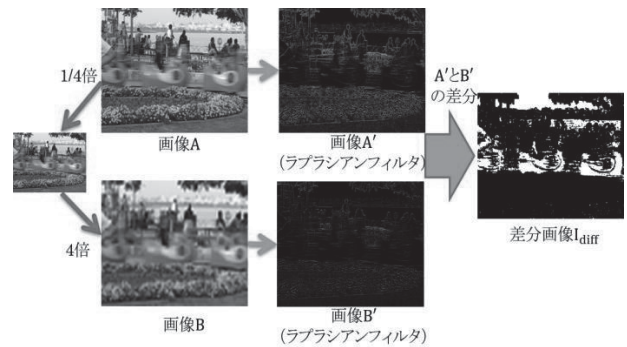 1/4倍
画像A
画像A′
(ラプラシアンフィルタ)
A′とB′
の差分
4倍
画像B
画像B′
(ラプラシアンフィルタ)
差分画像Idiff